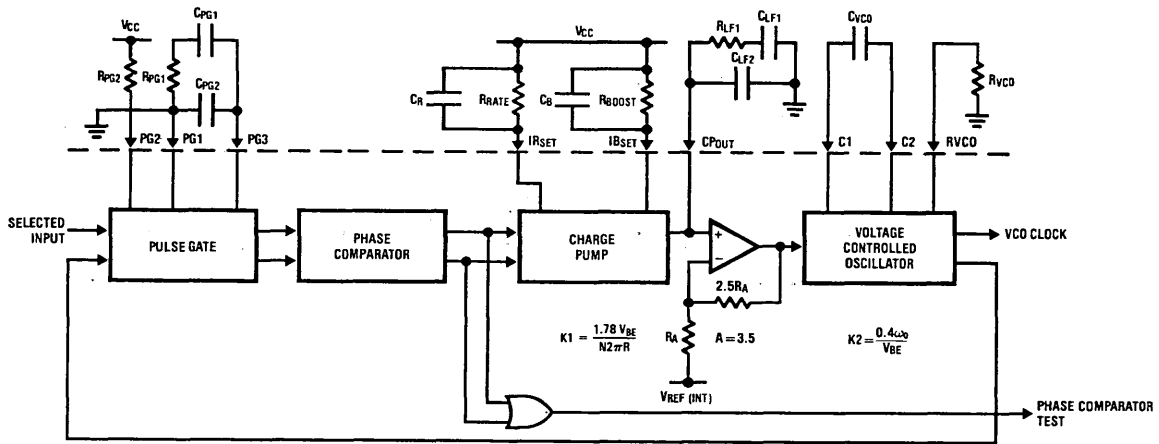 VCC
CPG1
RPG2
RPG1
CPG2
PG2
PG1
PG3
VCC
CR
RRATE
CB
RBOOST
IRSET
IBSET
RLF1
CLF1
CLF2
CPOUT
CVCO
RVCO
C1
C2
RVCO
SELECTED
INPUT
PULSE GATE
PHASE
COMPARATOR
CHARGE
PUMP
+
−
2.5RA
RA
A = 3.5
VREF (INT)
VOLTAGE
CONTROLLED
OSCILLATOR
VCO CLOCK
K1 = 1.78 VBE / N2πR
K2 = 0.4ω0 / VBE
PHASE COMPARATOR
TEST